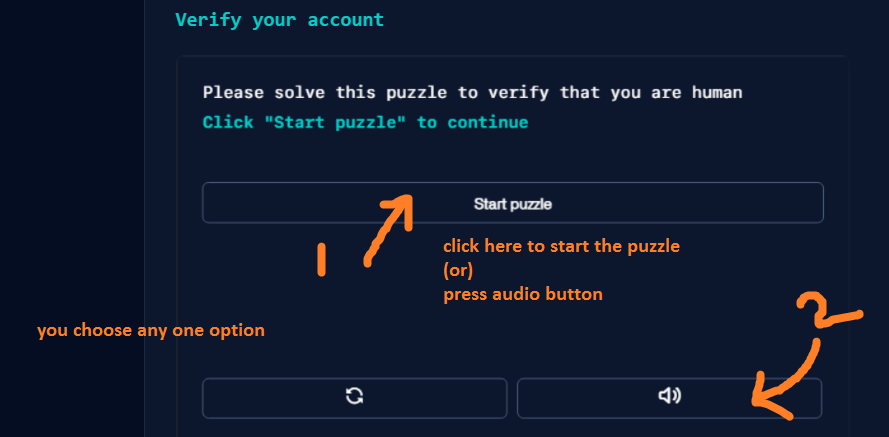 Verify your account
Please solve this puzzle to verify that you are human
Click "Start puzzle" to continue
Start puzzle
1
click here to start the puzzle
(or)
press audio button
2
you choose any one option